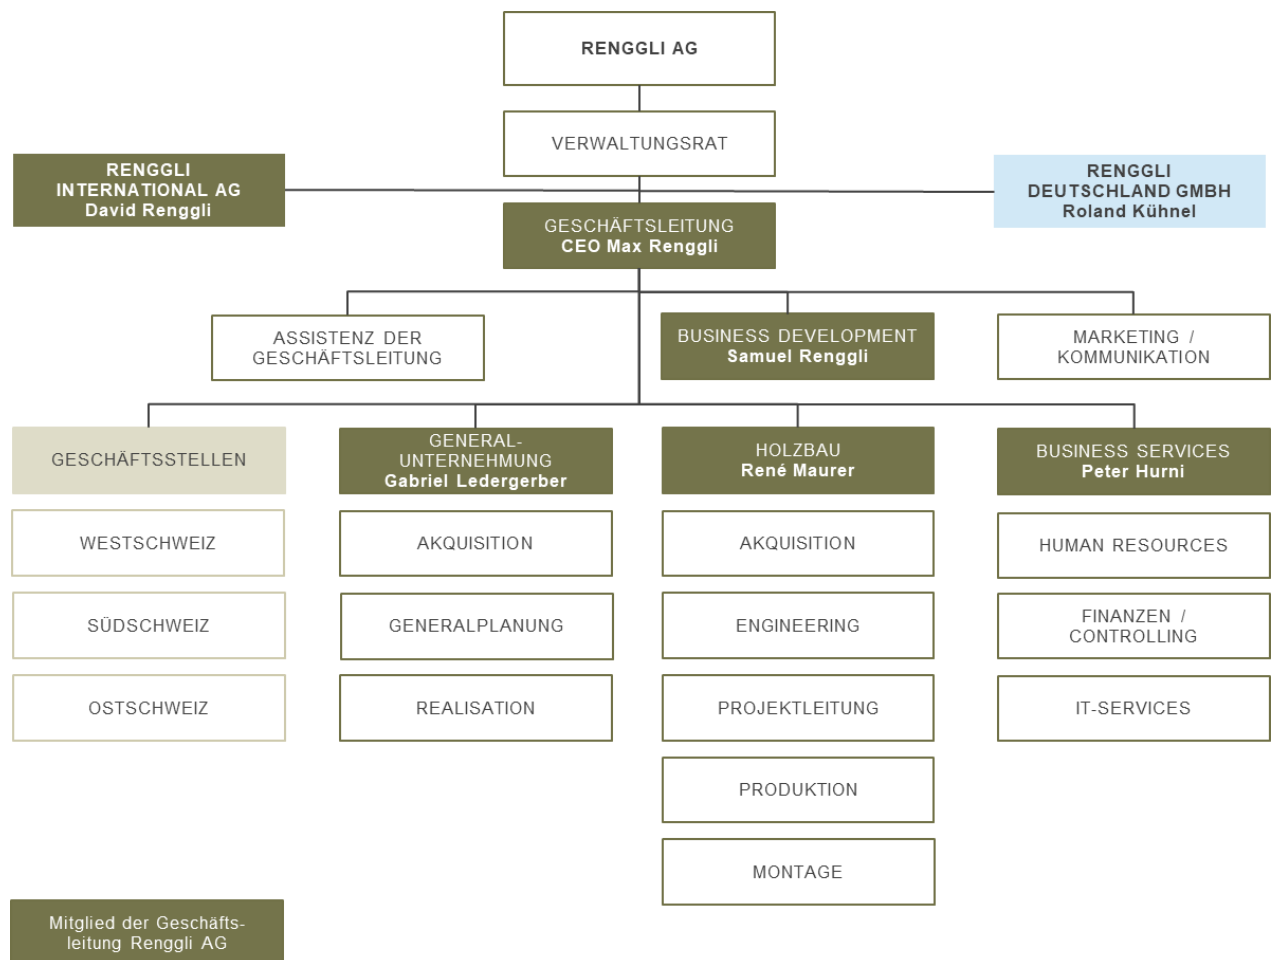 RENGGLI AG
VERWALTUNGSRAT
RENGGLI
INTERNATIONAL AG
David Renggli
RENGGLI
DEUTSCHLAND GMBH
Roland Kühnel
GESCHÄFTSLEITUNG
CEO Max Renggli
ASSISTENZ DER
GESCHÄFTSLEITUNG
BUSINESS DEVELOPMENT
Samuel Renggli
MARKETING /
KOMMUNIKATION
GESCHÄFTSSTELLEN
WESTSCHWEIZ
SÜDSCHWEIZ
OSTSCHWEIZ
GENERAL-
UNTERNEHMUNG
Gabriel Ledergerber
AKQUISITION
GENERALPLANUNG
REALISATION
HOLZBAU
René Maurer
AKQUISITION
ENGINEERING
PROJEKTLEITUNG
PRODUKTION
MONTAGE
BUSINESS SERVICES
Peter Hurni
HUMAN RESOURCES
FINANZEN /
CONTROLLING
IT-SERVICES
Mitglied der Geschäfts-
leitung Renggli AG